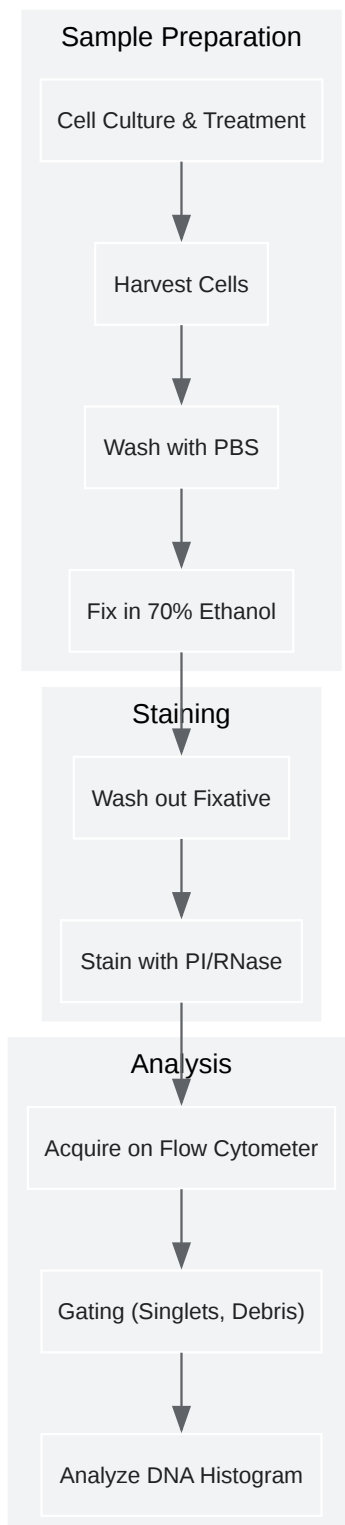 Sample Preparation
Cell Culture & Treatment
Harvest Cells
Wash with PBS
Fix in 70% Ethanol
Staining
Wash out Fixative
Stain with PI/RNase
Analysis
Acquire on Flow Cytometer
Gating (Singlets, Debris)
Analyze DNA Histogram